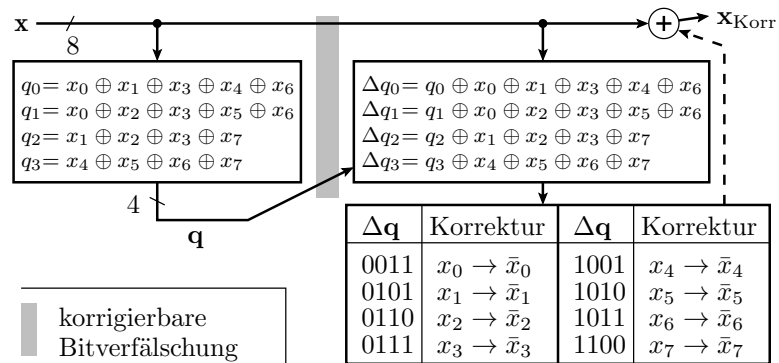 x
8
x_Korr
q₀= x₀ ⊕ x₁ ⊕ x₃ ⊕ x₄ ⊕ x₆
q₁= x₀ ⊕ x₂ ⊕ x₃ ⊕ x₅ ⊕ x₆
q₂= x₁ ⊕ x₂ ⊕ x₃ ⊕ x₇
q₃= x₄ ⊕ x₅ ⊕ x₆ ⊕ x₇
Δq₀= q₀ ⊕ x₀ ⊕ x₁ ⊕ x₃ ⊕ x₄ ⊕ x₆
Δq₁= q₁ ⊕ x₀ ⊕ x₂ ⊕ x₃ ⊕ x₅ ⊕ x₆
Δq₂= q₂ ⊕ x₁ ⊕ x₂ ⊕ x₃ ⊕ x₇
Δq₃= q₃ ⊕ x₄ ⊕ x₅ ⊕ x₆ ⊕ x₇
4
q
Δq Korrektur Δq Korrektur
0011 x₀ → x̄₀ 1001 x₄ → x̄₄
0101 x₁ → x̄₁ 1010 x₅ → x̄₅
0110 x₂ → x̄₂ 1011 x₆ → x̄₆
0111 x₃ → x̄₃ 1100 x₇ → x̄₇
korrigierbare
Bitverfälschung